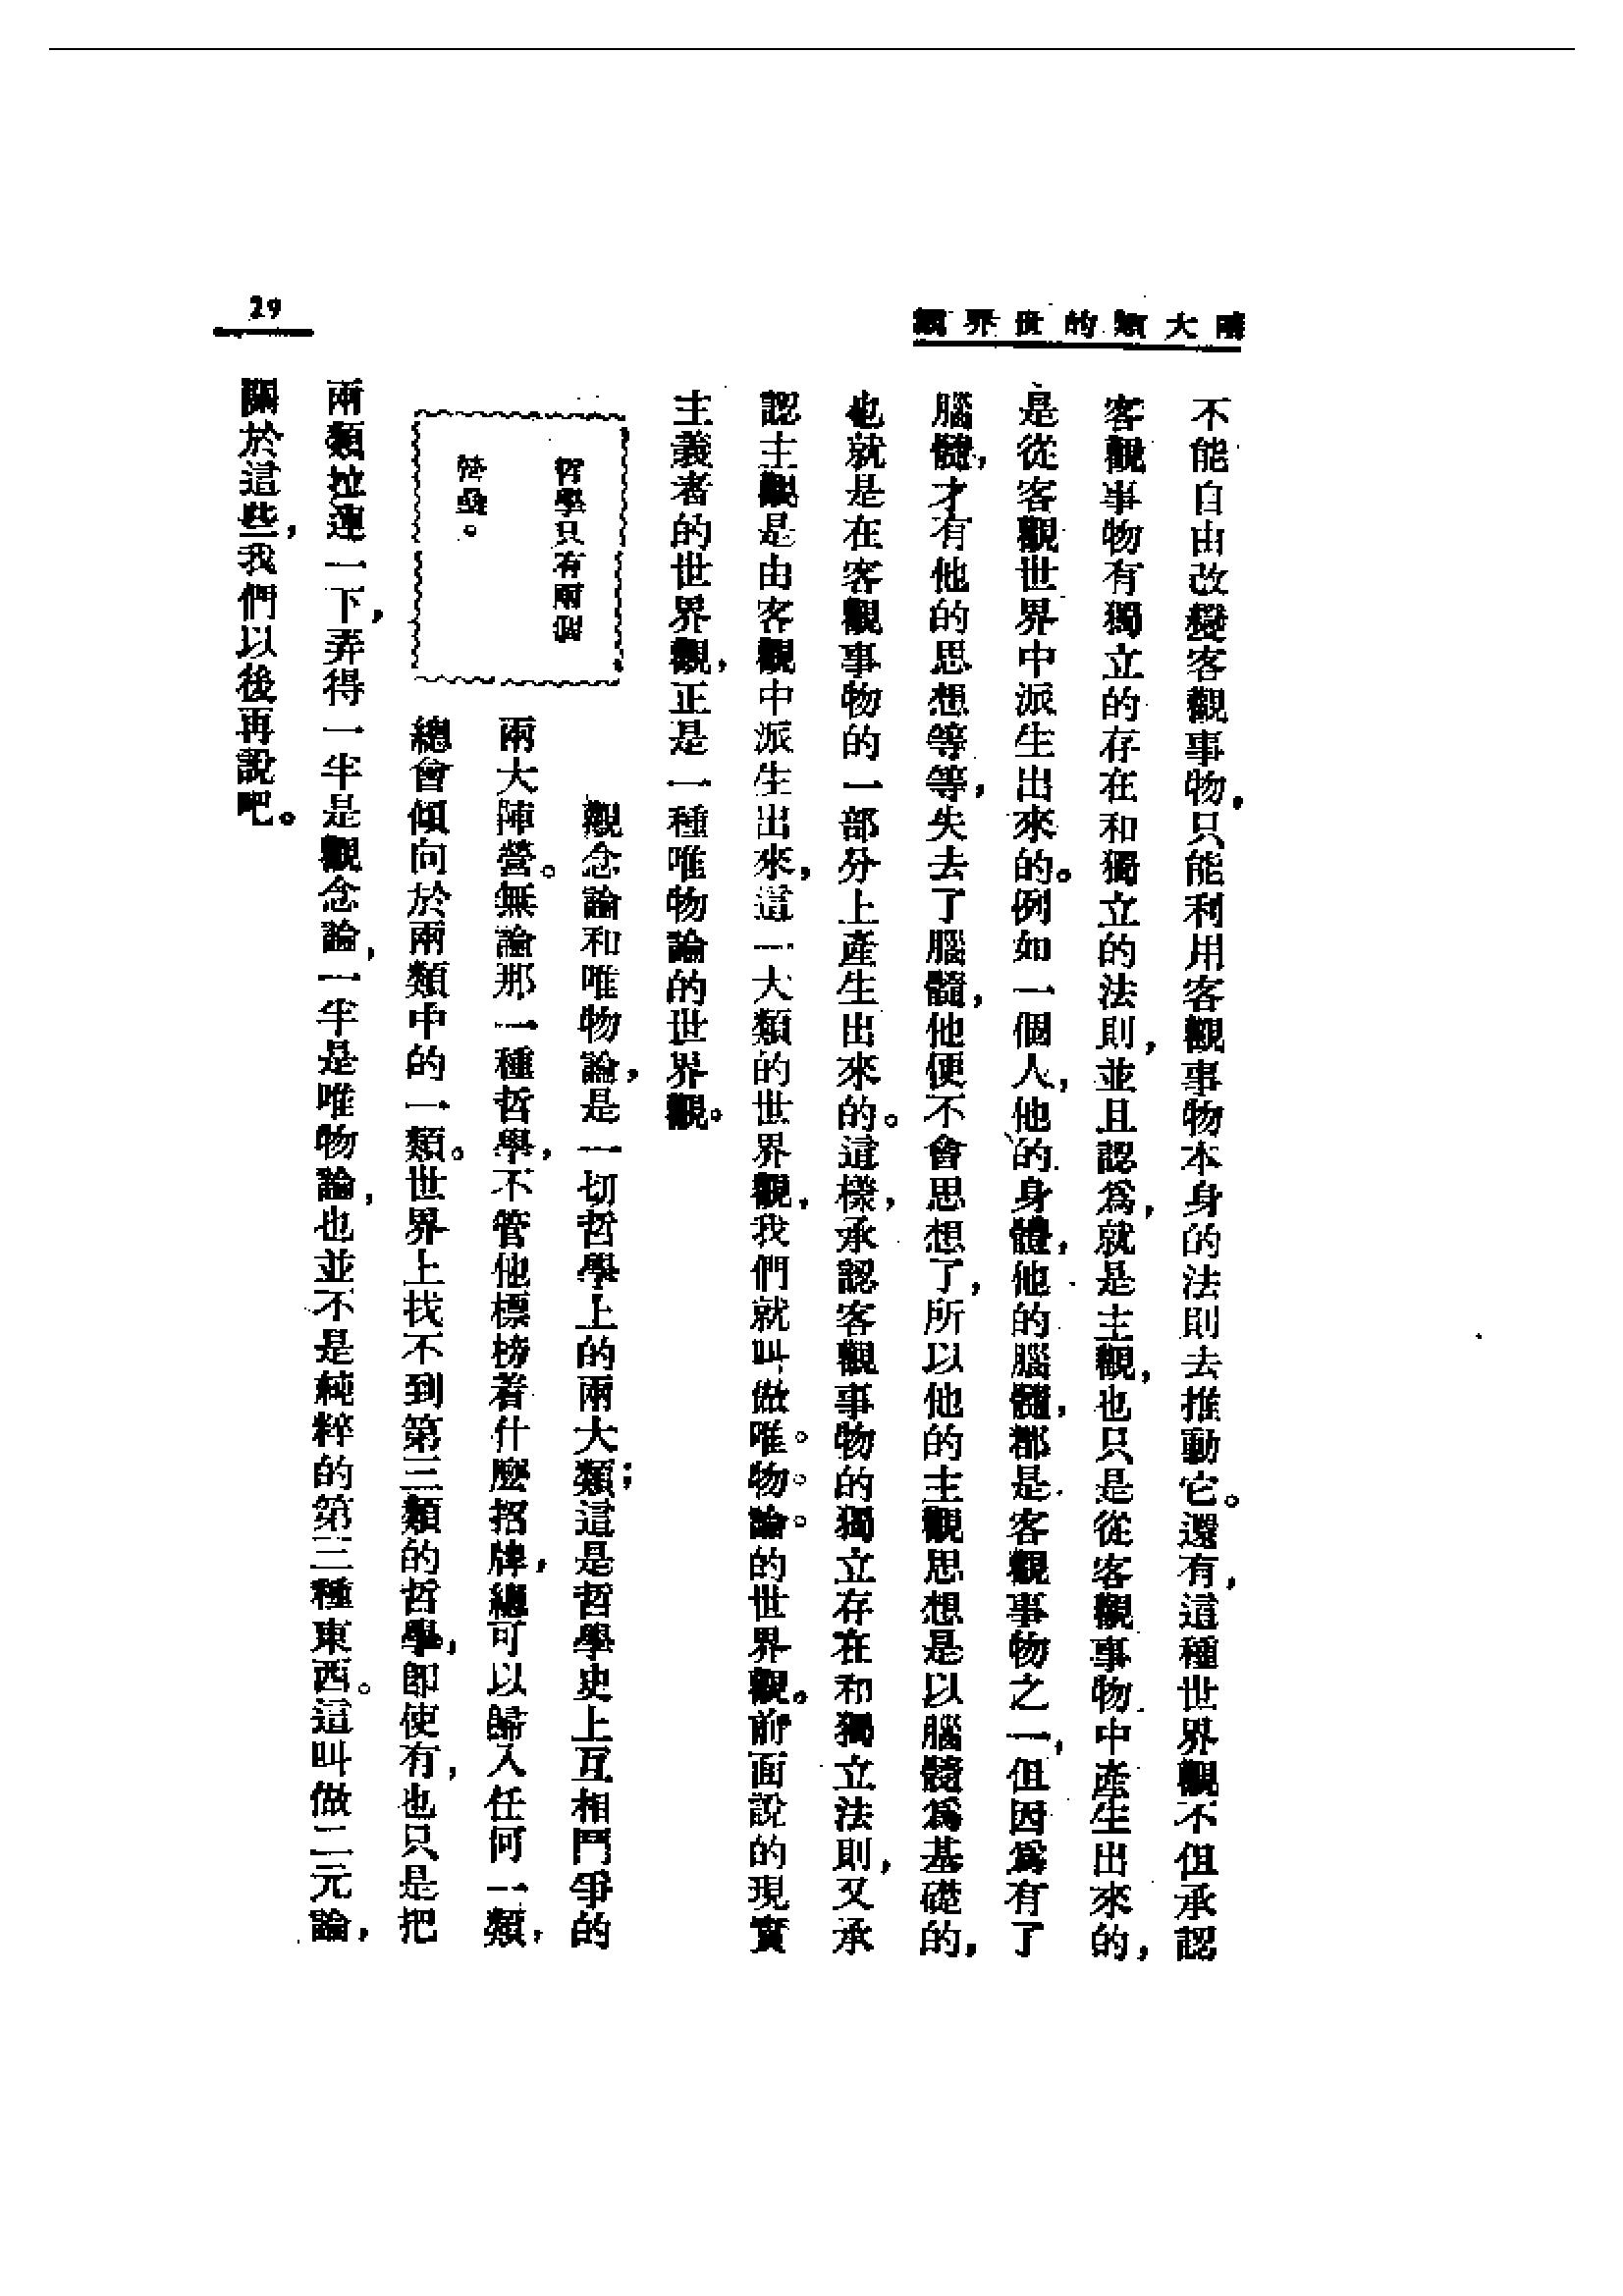 兩大類的世界觀
不能自由改變客觀事物，只能利用客觀事物本身的法則去推動它。還有，這種世界觀不但承認
客觀事物有獨立的存在和獨立的法則，並且認爲，就是主觀，也只是從客觀事物中產生出來的，
是從客觀世界中派生出來的。例如一個人，他的身體，他的腦髓，都是客觀事物之一，但因爲有了
腦髓，才有他的思想等等，失去了腦髓，他便不會思想了，所以他的主觀思想是以腦髓爲基礎的，
也就是在客觀事物的一部分上產生出來的。這樣，承認客觀事物的獨立存在和獨立法則，又承
認主觀是由客觀中派生出來，這一大類的世界觀，我們就叫做唯物論的世界觀。前面說的現實
主義者的世界觀，正是一種唯物論的世界觀。
哲學只有兩個
營壘。
觀念論和唯物論，是一切哲學上的兩大類；這是哲學史上互相鬥爭的
兩大陣營。無論那一種哲學，不管他標榜着什麼招牌，總可以歸入任何一類，
總會傾向於兩類中的一類。世界上找不到第三類的哲學，即使有，也只是把
兩類拉連一下，弄得一半是觀念論，一半是唯物論，也並不是純粹的第三種東西。這叫做二元論，
關於這些，我們以後再說吧。
29